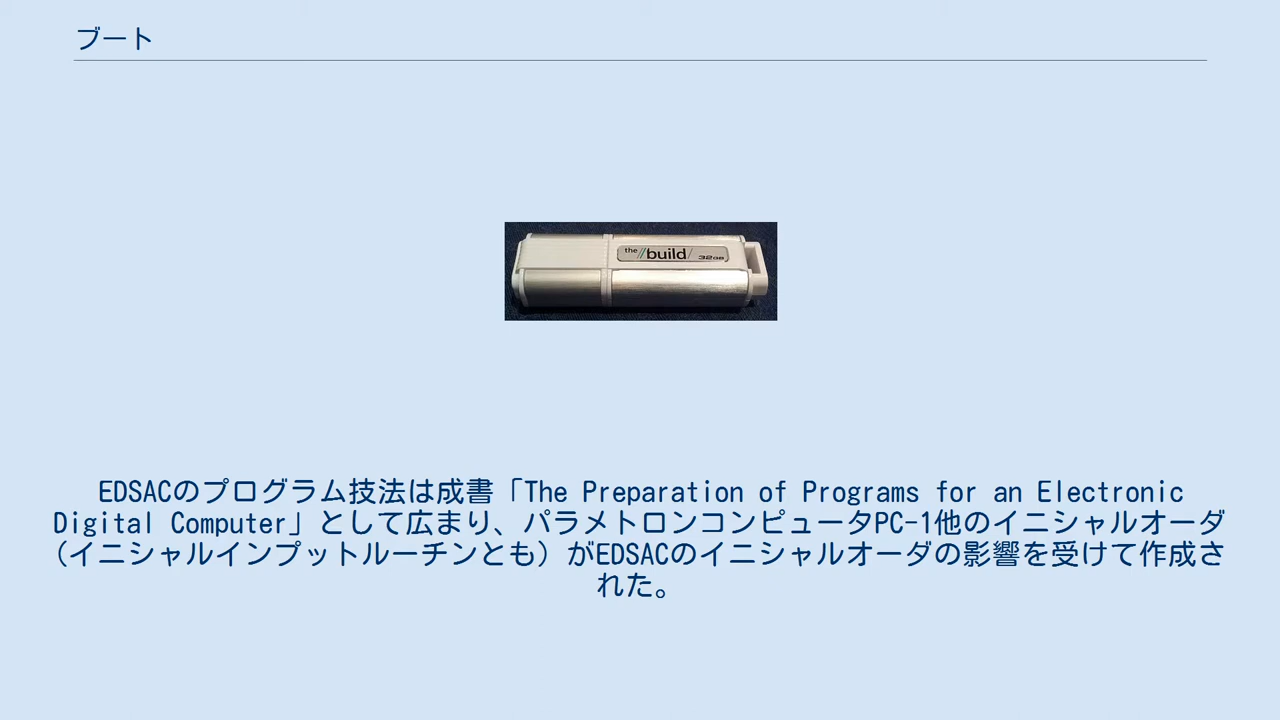 ブート
the //build/ 32GB
EDSACのプログラム技法は成書「The Preparation of Programs for an Electronic
Digital Computer」として広まり、パラメトロンコンピュータPC-1他のイニシャルオーダ
（イニシャルインプットルーチンとも）がEDSACのイニシャルオーダの影響を受けて作成さ
れた。